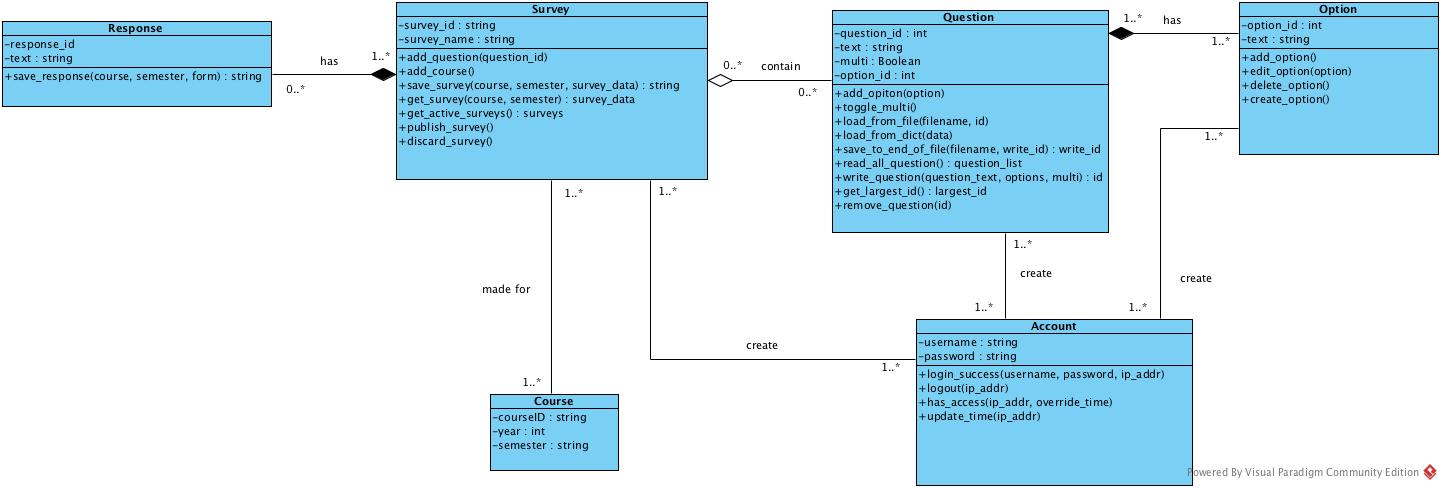 Response
-response_id
-text : string
+save_response(course, semester, form) : string
has
1..*
0..*
Survey
-survey_id : string
-survey_name : string
+add_question(question_id)
+add_course()
+save_survey(course, semester, survey_data) : string
+get_survey(course, semester) : survey_data
+get_active_surveys() : surveys
+publish_survey()
+discard_survey()
0..*
contain
0..*
Question
-question_id : int
-text : string
-multi : Boolean
-option_id : int
+add_opiton(option)
+toggle_multi()
+load_from_file(filename, id)
+load_from_dict(data)
+save_to_end_of_file(filename, write_id) : write_id
+read_all_question() : question_list
+write_question(question_text, options, multi) : id
+get_largest_id() : largest_id
+remove_question(id)
1..*
has
1..*
Option
-option_id : int
-text : string
+add_option()
+edit_option(option)
+delete_option()
+create_option()
1..*
1..*
1..*
1..*
made for
create
create
create
1..*
1..*
1..*
1..*
Course
-courseID : string
-year : int
-semester : string
Account
-username : string
-password : string
+login_success(username, password, ip_addr)
+logout(ip_addr)
+has_access(ip_addr, override_time)
+update_time(ip_addr)
Powered By Visual Paradigm Community Edition